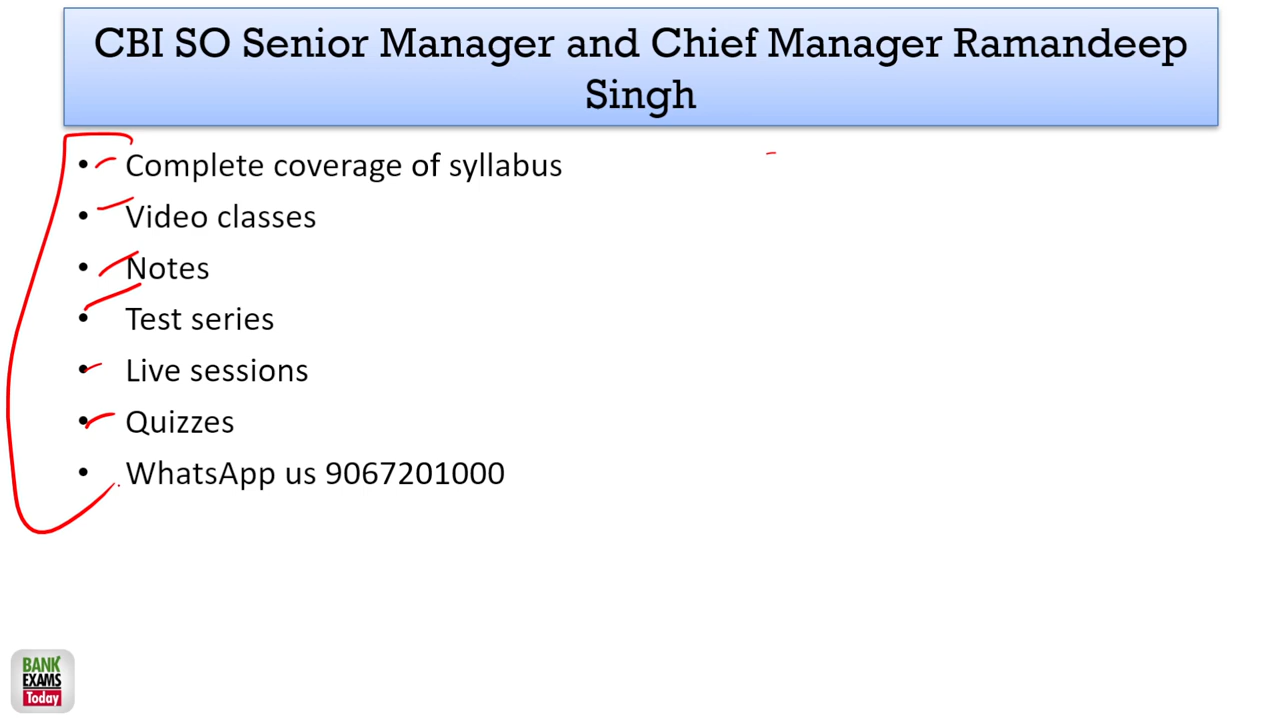 CBI SO Senior Manager and Chief Manager Ramandeep
Singh
• Complete coverage of syllabus
• Video classes
• Notes
• Test series
• Live sessions
• Quizzes
• WhatsApp us 9067201000
BANK
EXAMS
Today